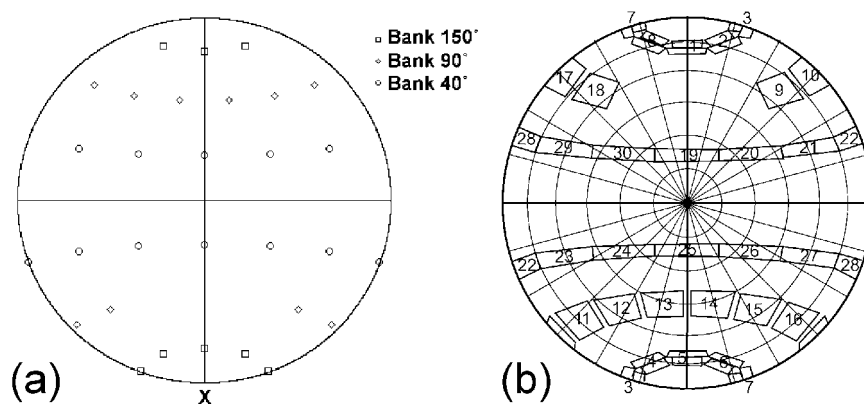 Bank 150°
Bank 90°
Bank 40°
X
(a)
7 3
8 1 2
17 18 9 10
28 29 30 19 20 21 22
22 23 24 25 26 27 28
11 12 13 14 15 16
4 5 6
3 7
(b)